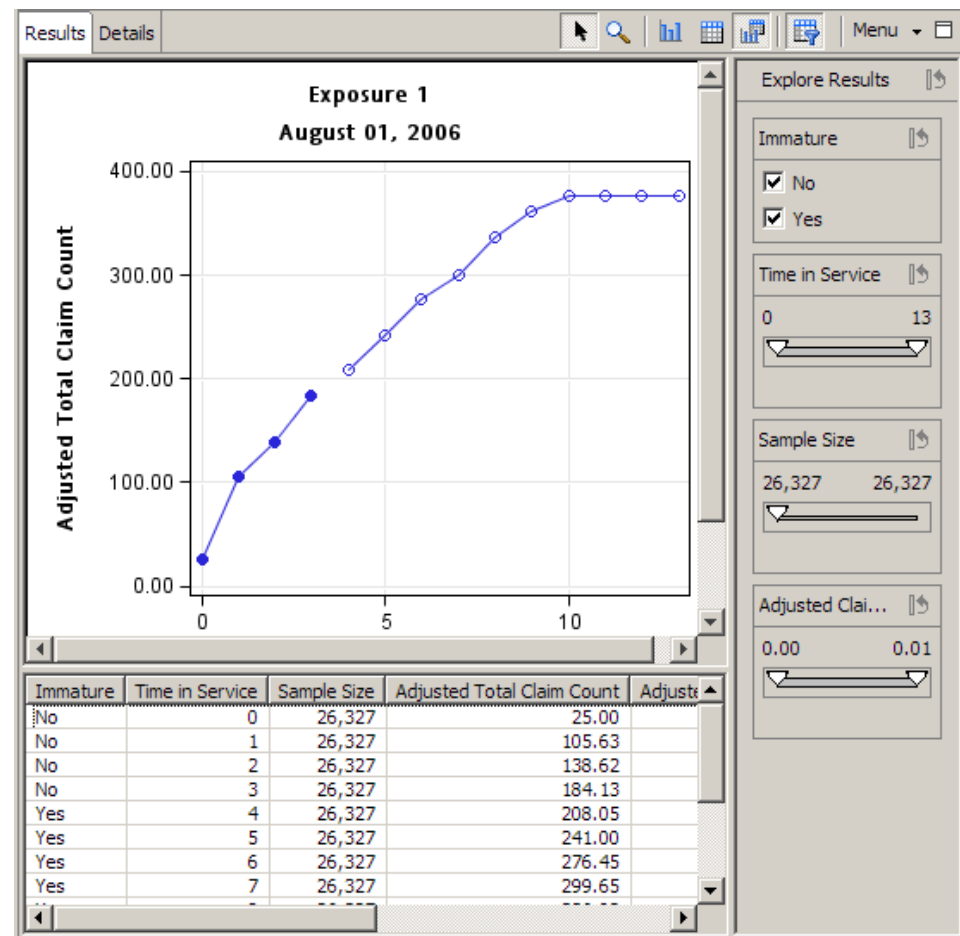 Results Details Menu
Exposure 1
August 01, 2006
Adjusted Total Claim Count
400.00
300.00
200.00
100.00
0.00
0 5 10
Explore Results
Immature
No
Yes
Time in Service
0 13
Sample Size
26,327 26,327
Adjusted Clai...
0.00 0.01
Immature Time in Service Sample Size Adjusted Total Claim Count Adjuste
No 0 26,327 25.00
No 1 26,327 105.63
No 2 26,327 138.62
No 3 26,327 184.13
Yes 4 26,327 208.05
Yes 5 26,327 241.00
Yes 6 26,327 276.45
Yes 7 26,327 299.65